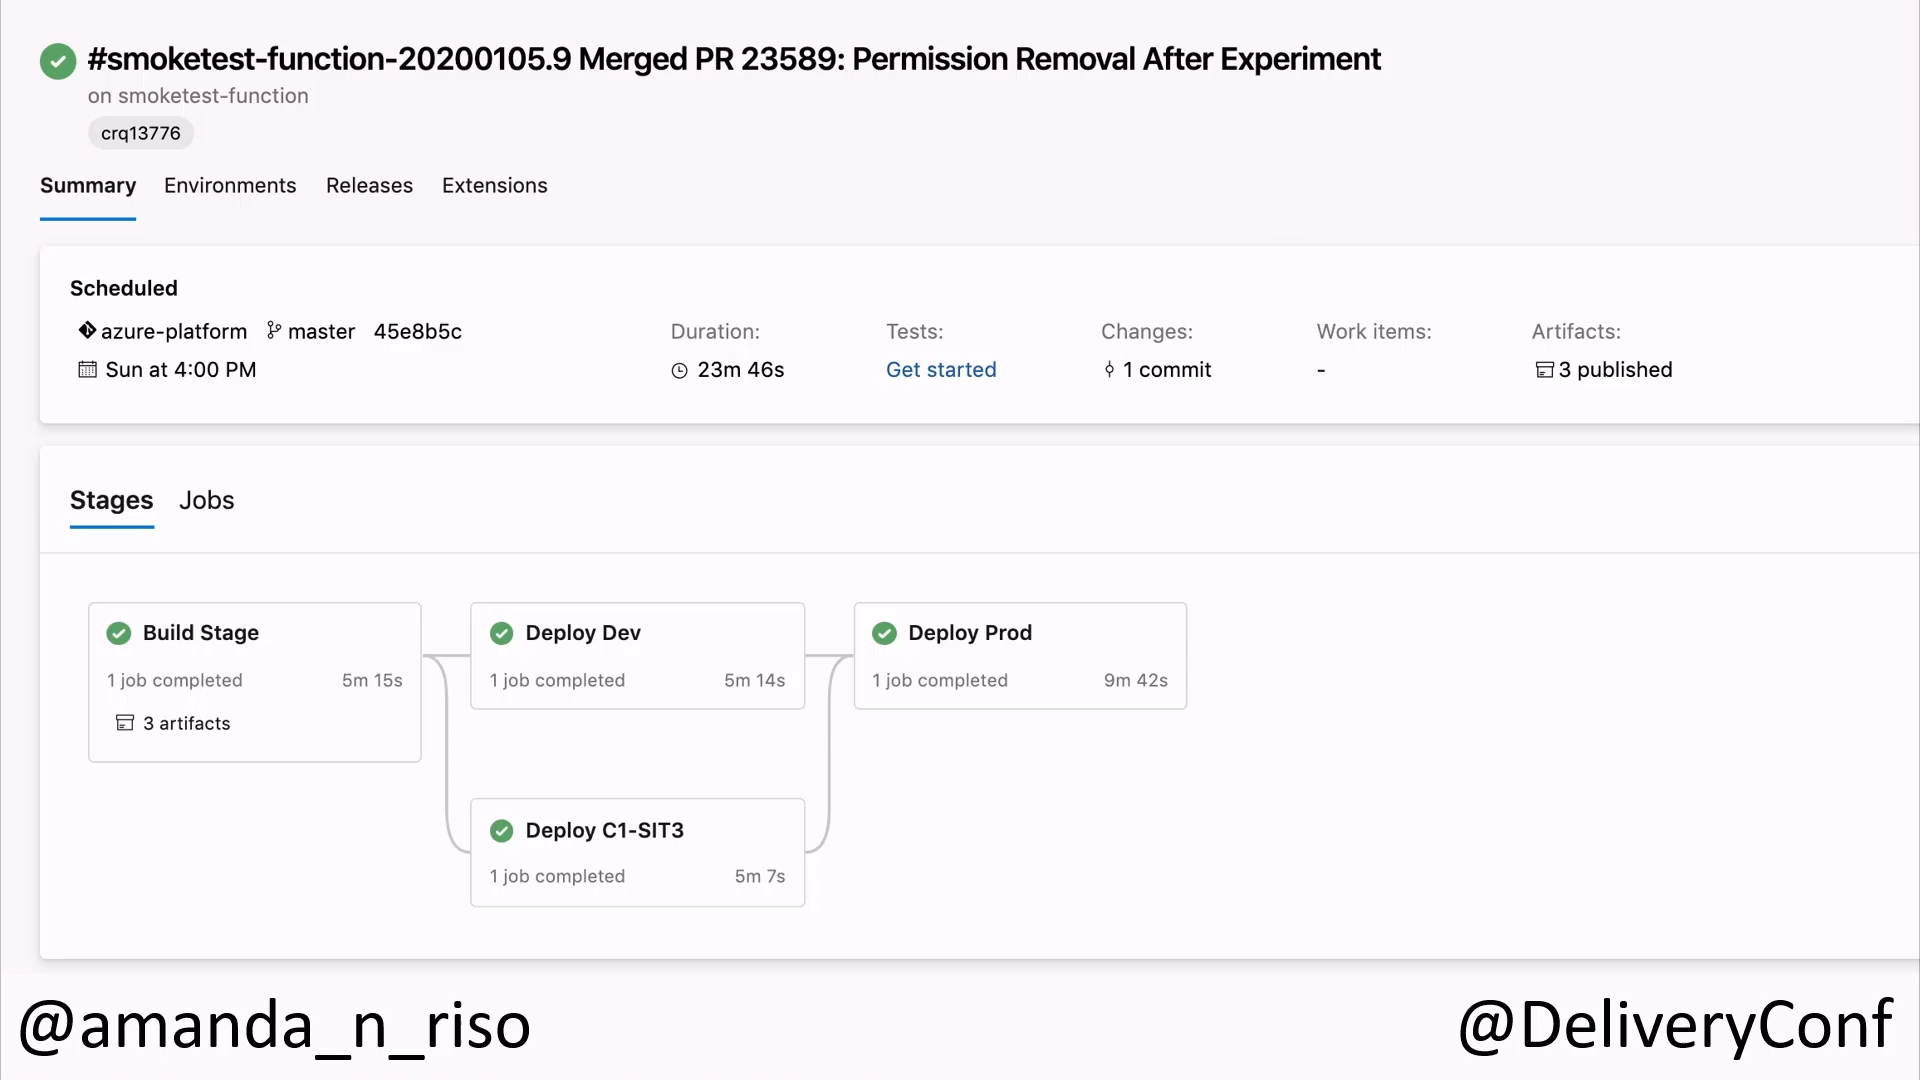 #smoketest-function-20200105.9 Merged PR 23589: Permission Removal After Experiment
on smoketest-function
crq13776
Summary Environments Releases Extensions
Scheduled
azure-platform master 45e8b5c Duration: Tests: Changes: Work items: Artifacts:
Sun at 4:00 PM 23m 46s Get started 1 commit - 3 published
Stages Jobs
Build Stage Deploy Dev Deploy Prod
1 job completed 5m 15s 1 job completed 5m 14s 1 job completed 9m 42s
3 artifacts
Deploy C1-SIT3
1 job completed 5m 7s
@amanda_n_riso @DeliveryConf